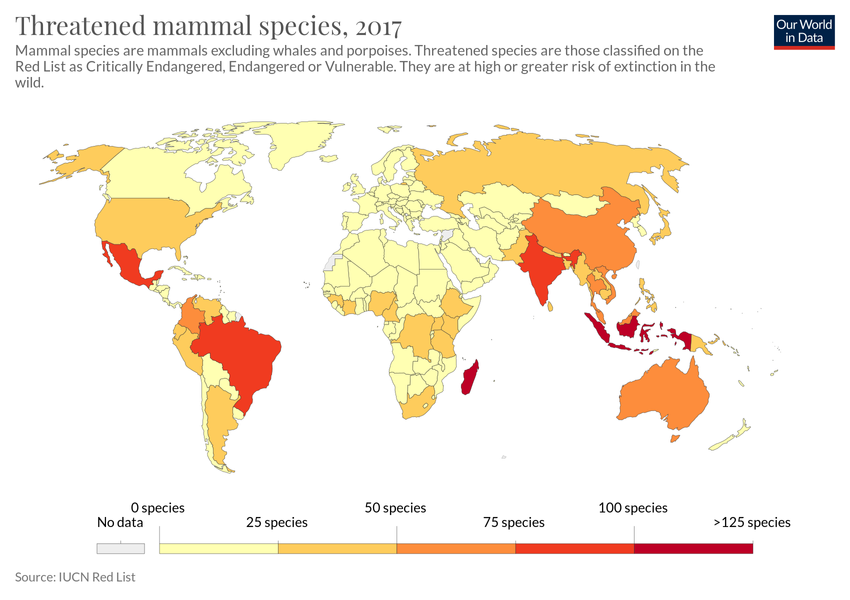 Threatened mammal species, 2017
Our World
in Data
Mammal species are mammals excluding whales and porpoises. Threatened species are those classified on the
Red List as Critically Endangered, Endangered or Vulnerable. They are at high or greater risk of extinction in the
wild.
0 species
50 species
100 species
No data
25 species
75 species
>125 species
Source: IUCN Red List